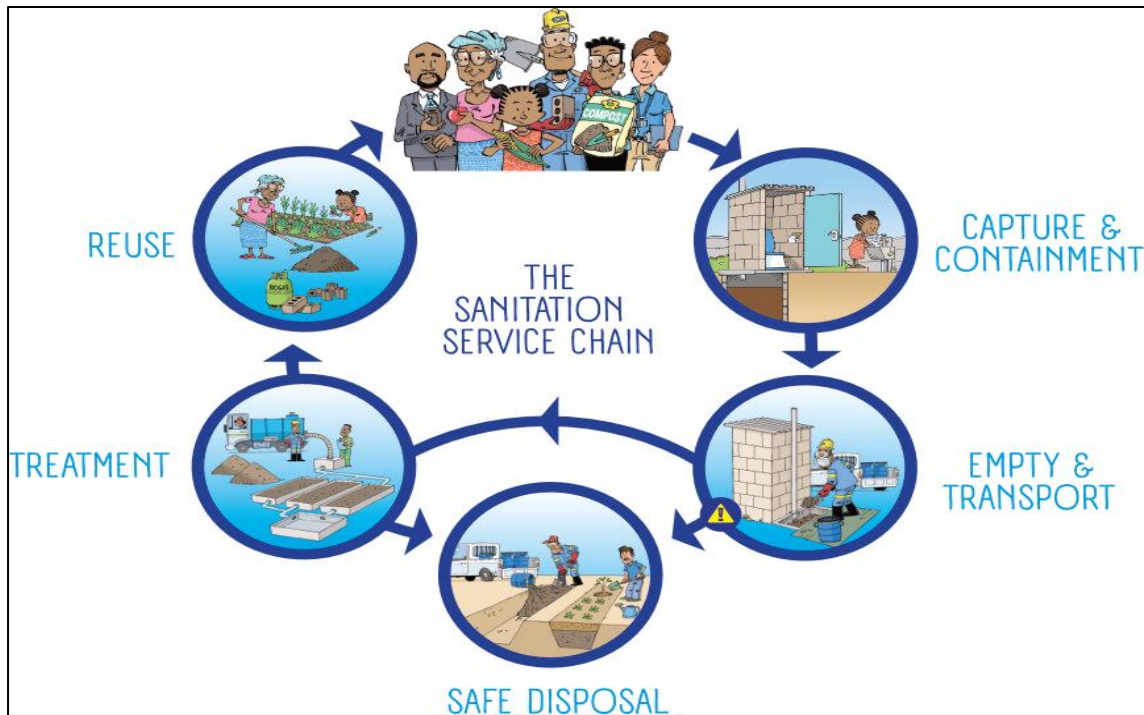 COMPOST
CAPTURE &
CONTAINMENT
REUSE
THE
SANITATION
SERVICE CHAIN
BIOGAS
TREATMENT
EMPTY &
TRANSPORT
!
SAFE DISPOSAL